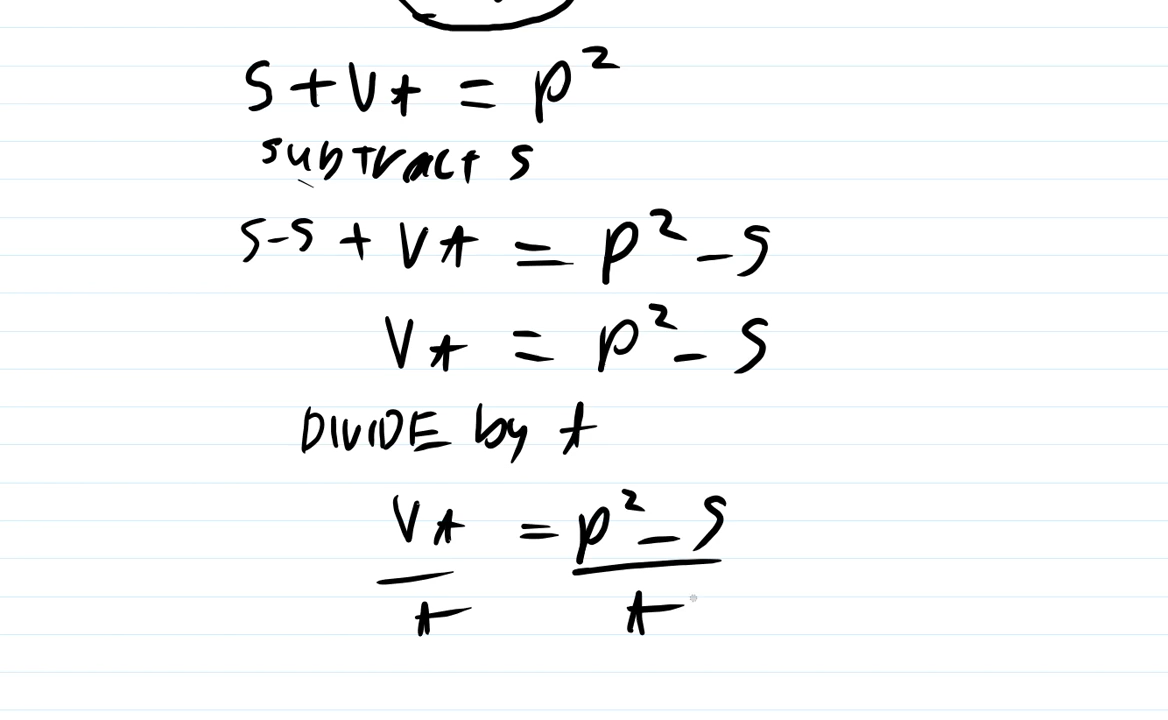 S + Vt = p²
subtract s
s-s + Vt = p² - s
Vt = p² - s
DIVIDE by t
Vt/t = p² - s/t